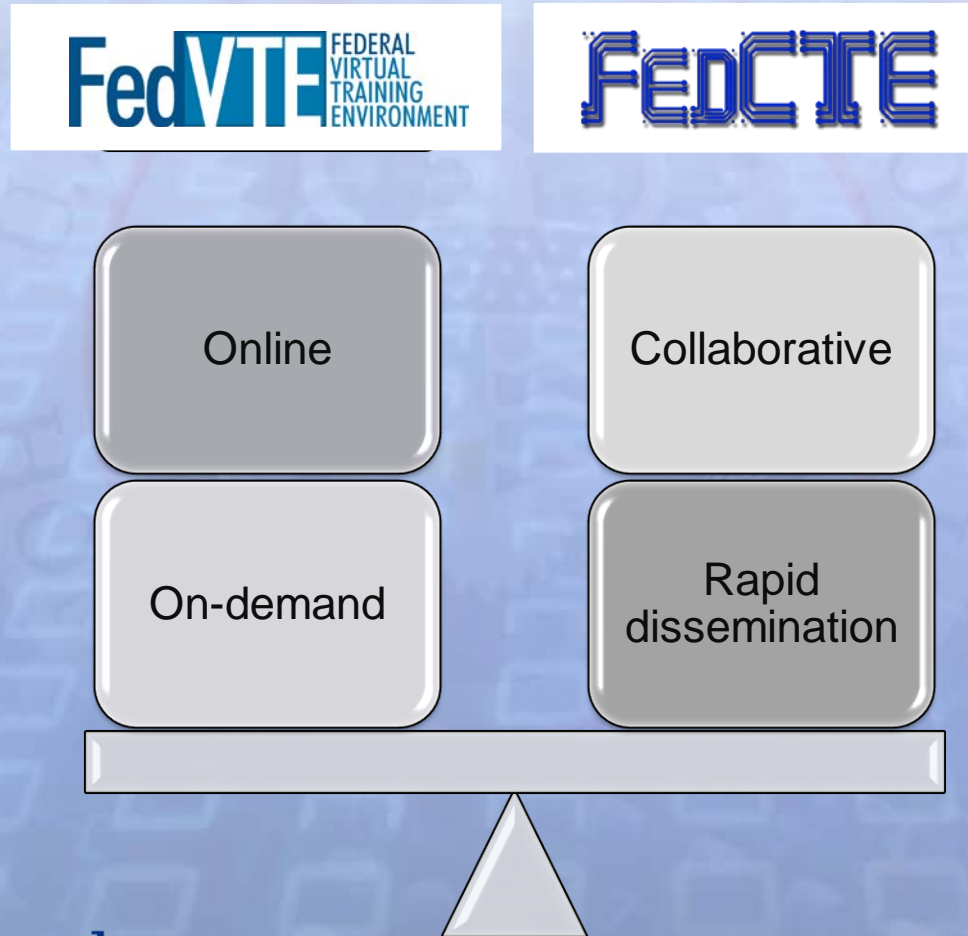 FedVTE FEDERAL
VIRTUAL
TRAINING
ENVIRONMENT
FedCTE
Online
Collaborative
On-demand
Rapid
dissemination